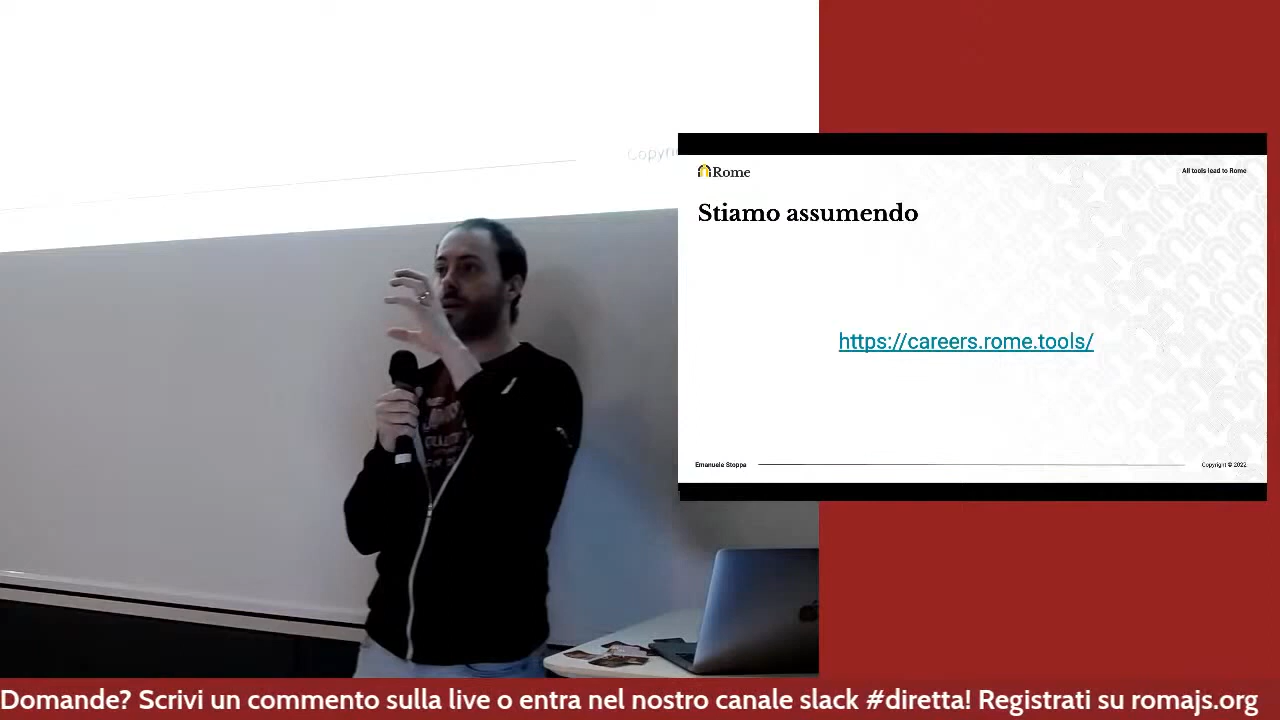 Rome
All tools lead to Rome
Stiamo assumendo
https://careers.rome.tools/
Emanuele Stoppa
Copyright © 2022
Domande? Scrivi un commento sulla live o entra nel nostro canale slack #diretta! Registrati su romajs.org